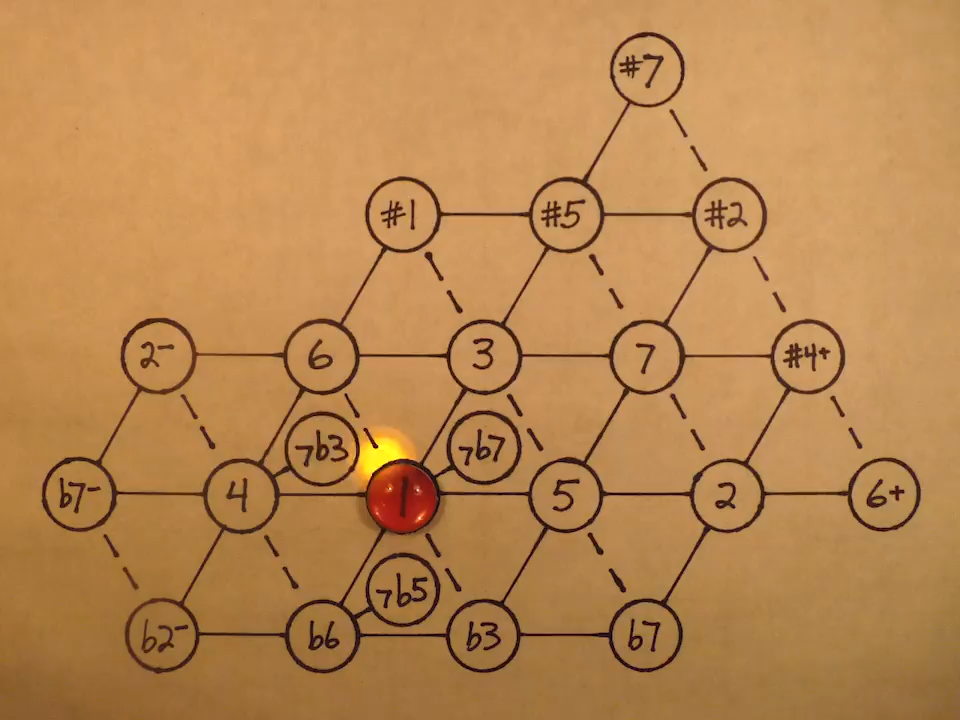 #7
#1 #5 #2
2- 6 3 7 #4+
7b3 7b7
b7- 4 1 5 2 6+
7b5
b2- b6 b3 b7